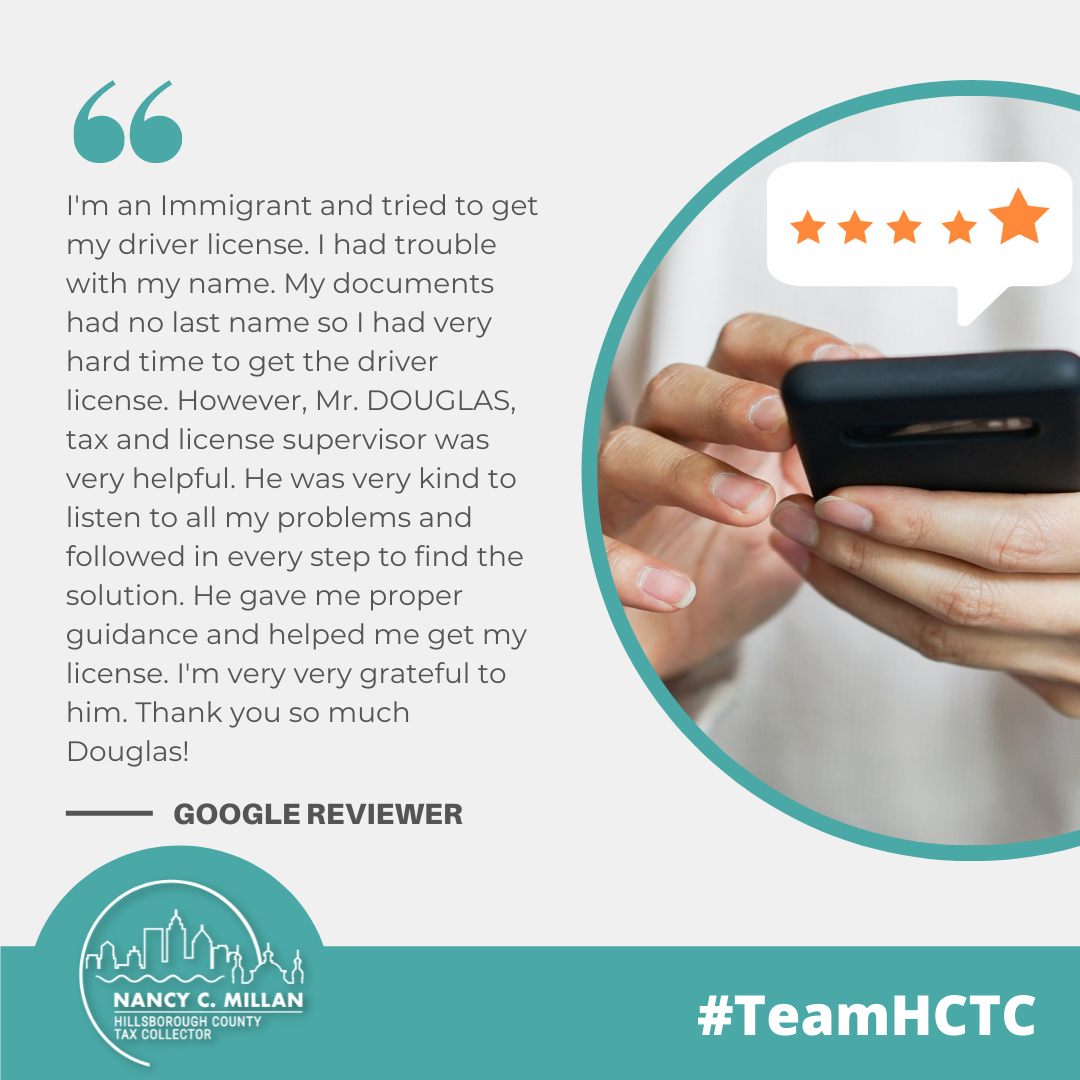 I'm an Immigrant and tried to get
my driver license. I had trouble
with my name. My documents
had no last name so I had very
hard time to get the driver
license. However, Mr. DOUGLAS,
tax and license supervisor was
very helpful. He was very kind to
listen to all my problems and
followed in every step to find the
solution. He gave me proper
guidance and helped me get my
license. I'm very very grateful to
him. Thank you so much
Douglas!
GOOGLE REVIEWER
NANCY C. MILLAN
HILLSBOROUGH COUNTY
TAX COLLECTOR
#TeamHCTC